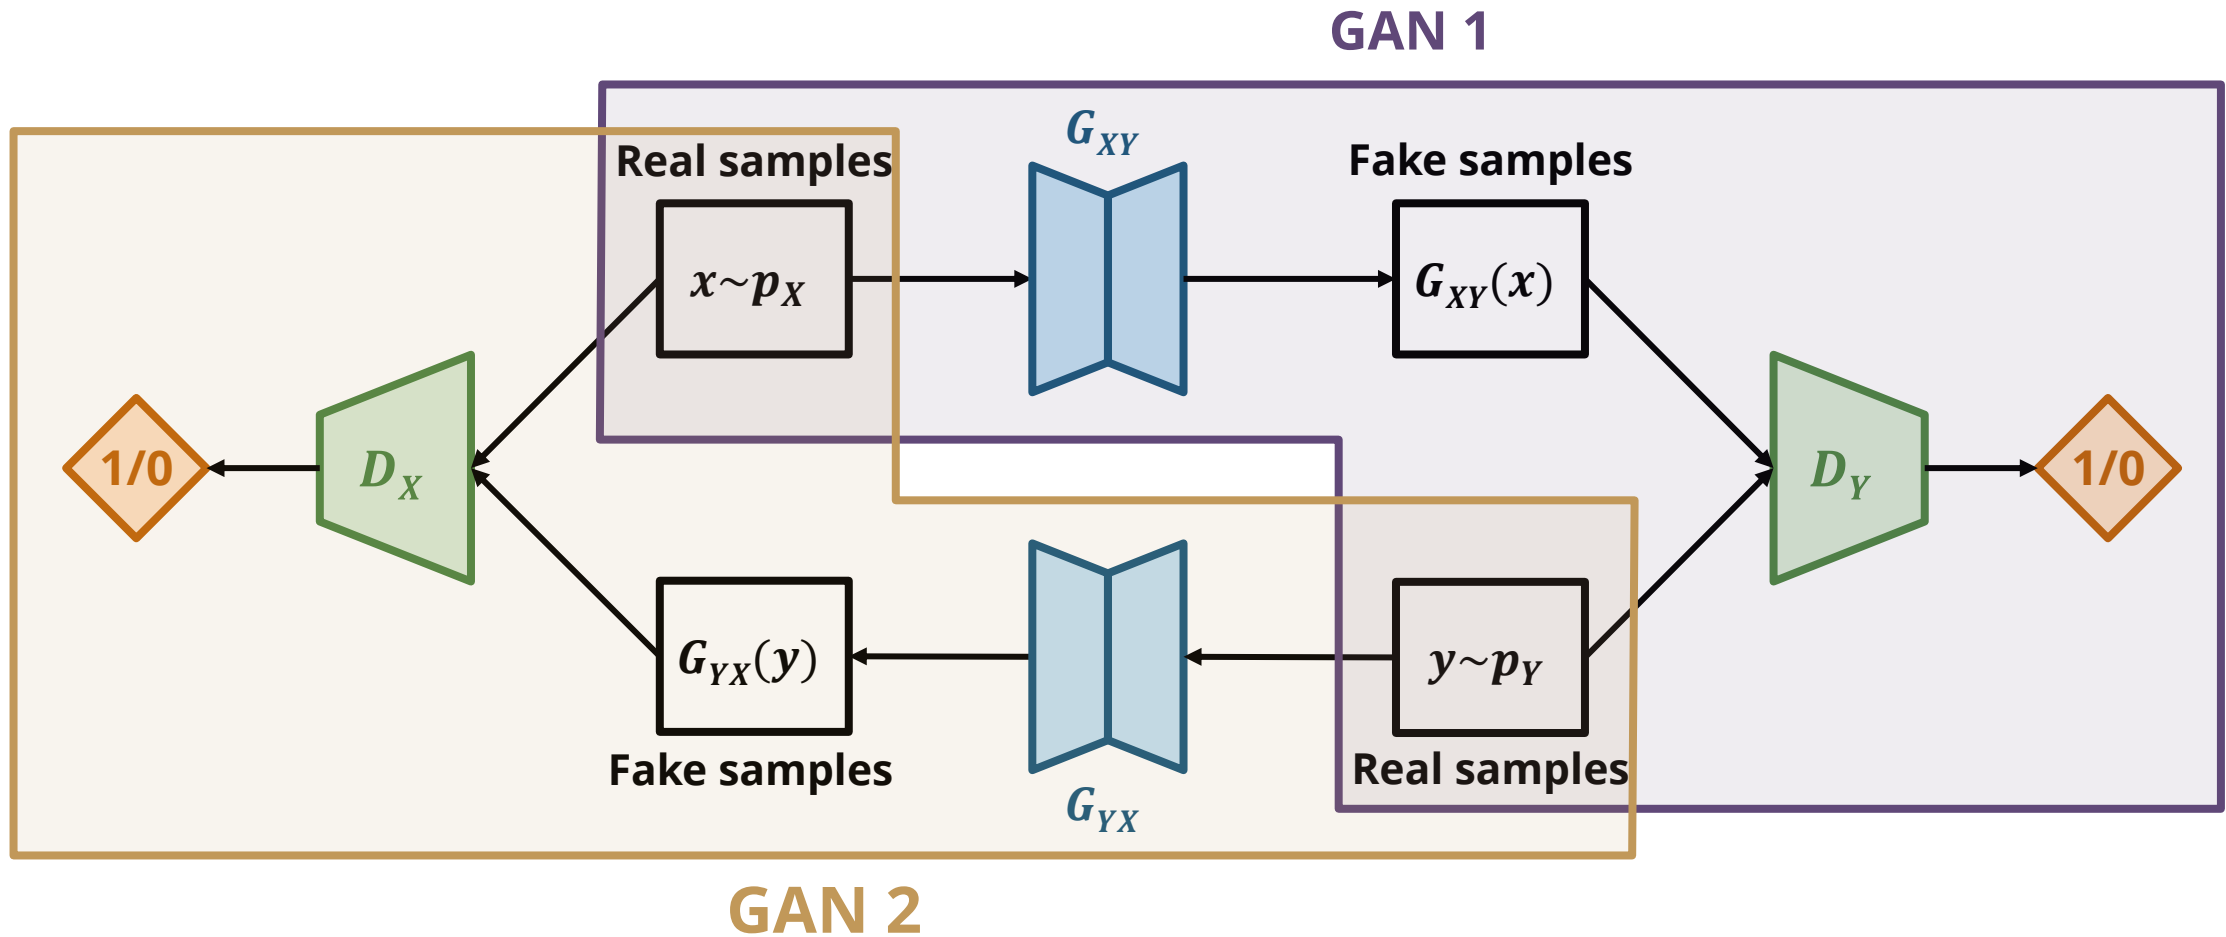 GAN 1
G_XY
Real samples
Fake samples
x~p_X
G_XY(x)
1/0
D_X
D_Y
1/0
G_YX(y)
y~p_Y
Fake samples
Real samples
G_YX
GAN 2